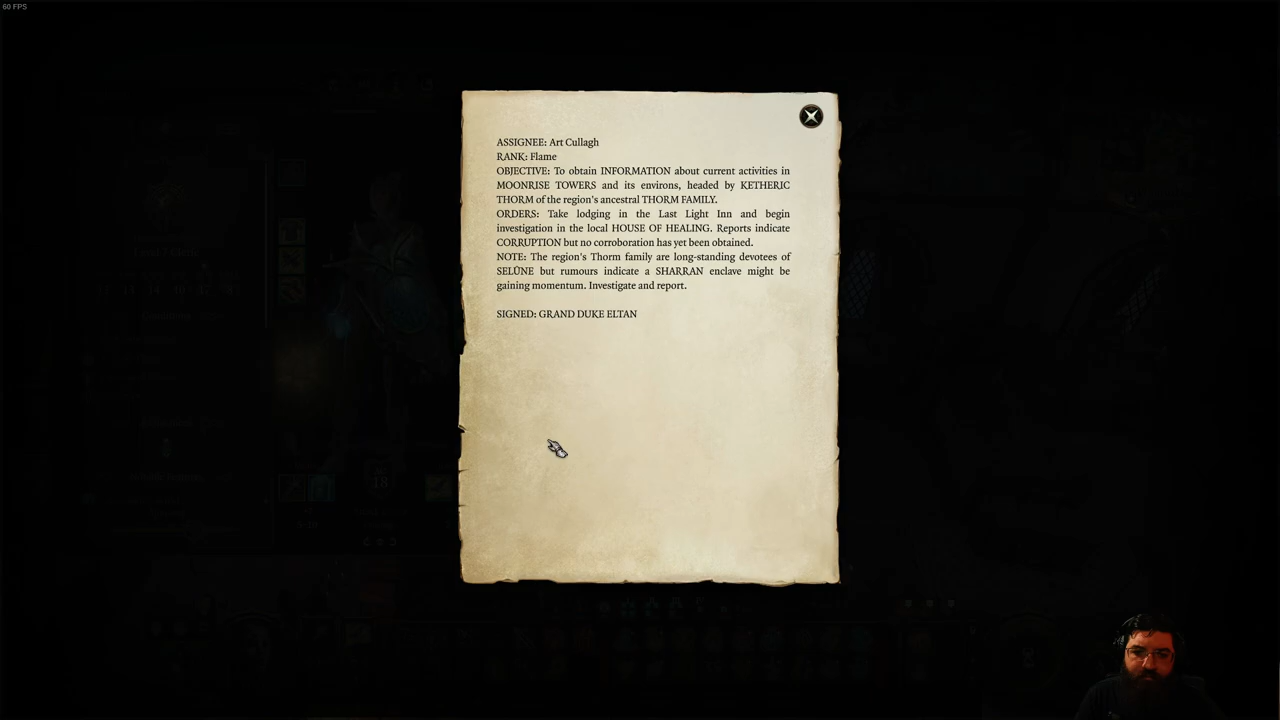 60 FPS
ASSIGNEE: Art Cullagh
RANK: Flame
OBJECTIVE: To obtain INFORMATION about current activities in
MOONRISE TOWERS and its environs, headed by KETHERIC
THORM of the region's ancestral THORM FAMILY.
ORDERS: Take lodging in the Last Light Inn and begin
investigation in the local HOUSE OF HEALING. Reports indicate
CORRUPTION but no corroboration has yet been obtained.
NOTE: The region's Thorm family are long-standing devotees of
SELÛNE but rumours indicate a SHARRAN enclave might be
gaining momentum. Investigate and report.
SIGNED: GRAND DUKE ELTAN